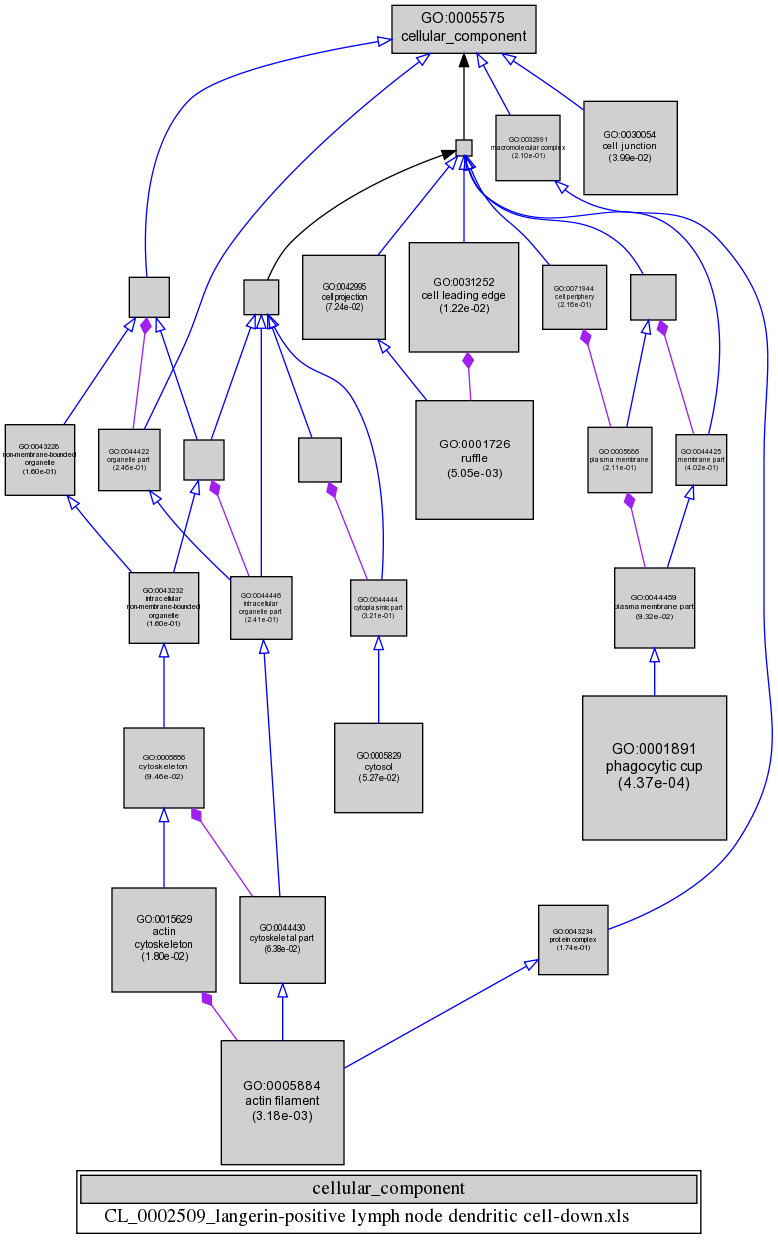 GO:0005575
cellular_component
GO:0032991
macromolecular complex
(2.10e-01)
GO:0030054
cell junction
(3.99e-02)
GO:0042995
cell projection
(7.24e-02)
GO:0031252
cell leading edge
(1.22e-02)
GO:0071944
cell periphery
(2.16e-01)
GO:0043228
non-membrane-bounded
organelle
(1.60e-01)
GO:0044422
organelle part
(2.46e-01)
GO:0001726
ruffle
(5.05e-03)
GO:0005886
plasma membrane
(2.11e-01)
GO:0044425
membrane part
(4.02e-01)
GO:0043232
intracellular
non-membrane-bounded
organelle
(1.60e-01)
GO:0044446
intracellular
organelle part
(2.41e-01)
GO:0044444
cytoplasmic part
(3.21e-01)
GO:0044459
plasma membrane part
(9.32e-02)
GO:0005856
cytoskeleton
(9.46e-02)
GO:0005829
cytosol
(5.27e-02)
GO:0001891
phagocytic cup
(4.37e-04)
GO:0015629
actin
cytoskeleton
(1.80e-02)
GO:0044430
cytoskeletal part
(6.38e-02)
GO:0043234
protein complex
(1.74e-01)
GO:0005884
actin filament
(3.18e-03)
cellular_component
CL_0002509_langerin-positive lymph node dendritic cell-down.xls